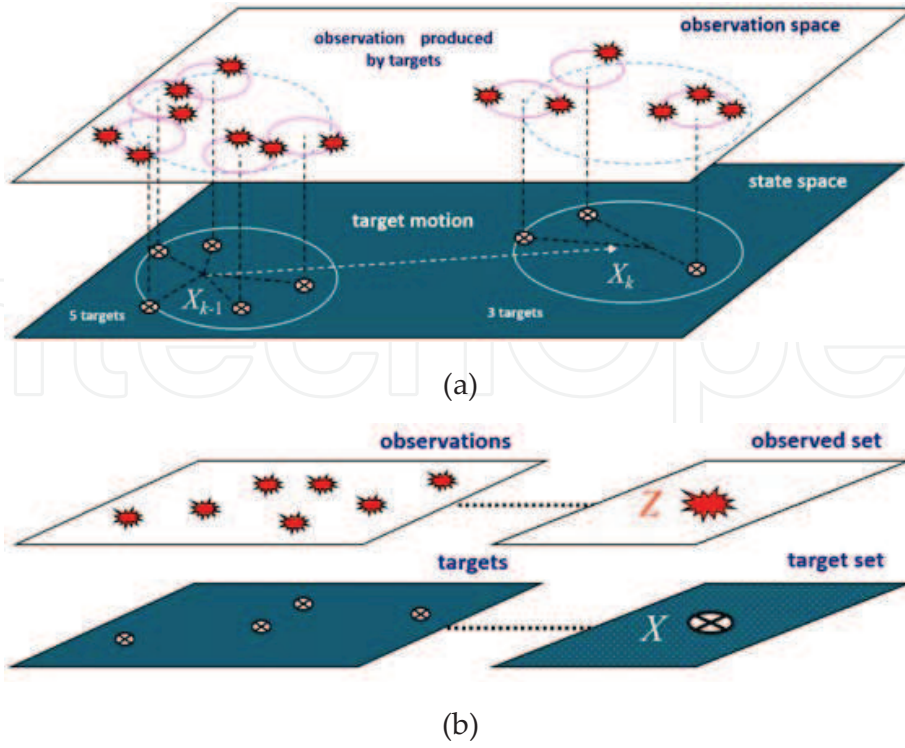 observation space
observation produced
by targets
state space
target motion
X_{k-1}
X_k
5 targets
3 targets
(a)
observations
observed set
Z
targets
target set
X
(b)